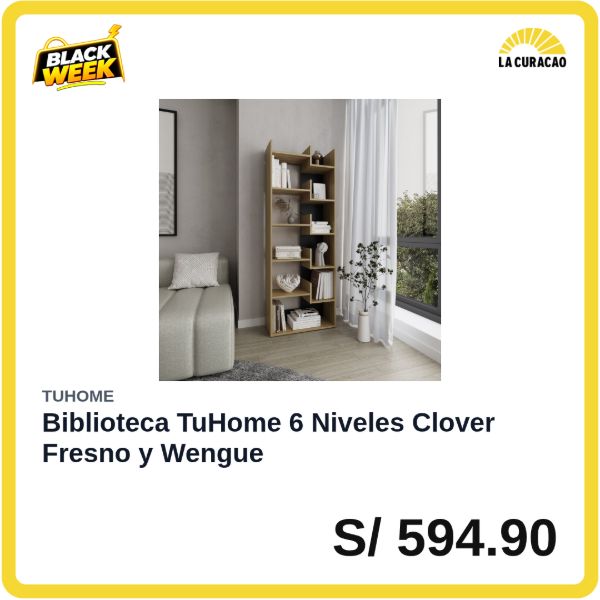 BLACK
WEEK
LA CURACAO
TUHOME
Biblioteca TuHome 6 Niveles Clover
Fresno y Wengue
S/ 594.90